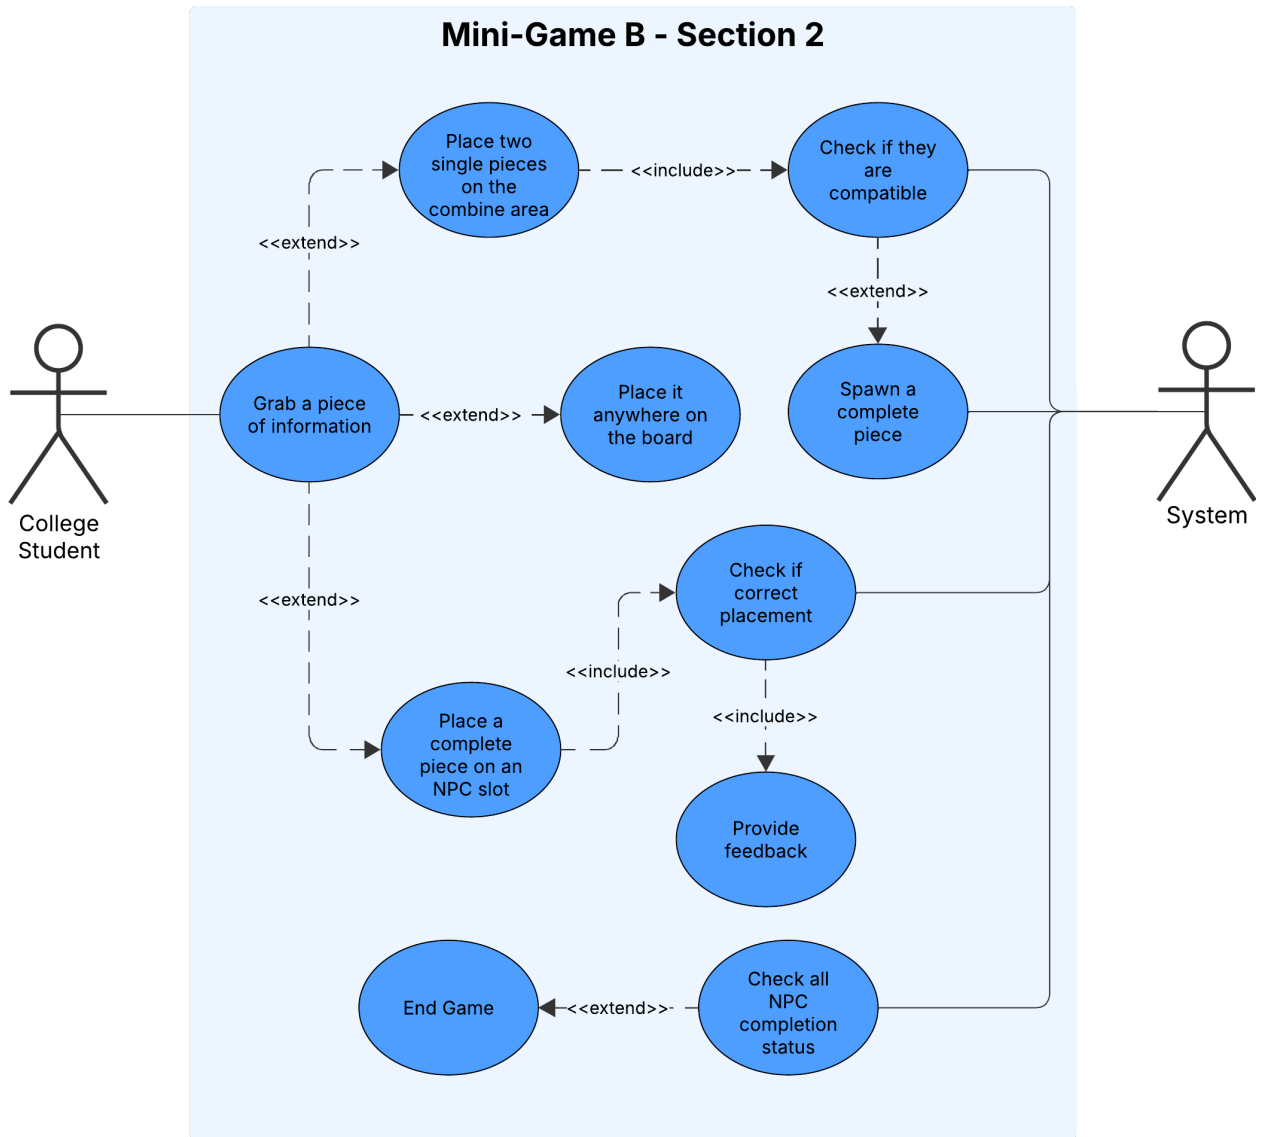 Mini-Game B - Section 2
Place two
single pieces
on the
combine area
<<include>>
Check if they
are
compatible
<<extend>>
<<extend>>
Grab a piece
of information
<<extend>>
Place it
anywhere on
the board
Spawn a
complete
piece
College
Student
System
<<extend>>
Check if
correct
placement
<<include>>
<<include>>
Place a
complete
piece on an
NPC slot
Provide
feedback
End Game
<<extend>>
Check all
NPC
completion
status